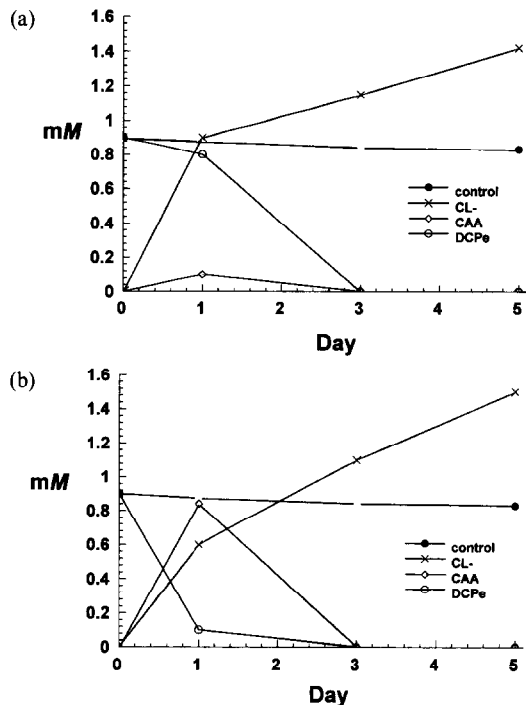 (a)
1.6
1.4
1.2
1
0.8
0.6
0.4
0.2
0
mM
control
CL-
CAA
DCPe
0 1 2 3 4 5
Day
(b)
1.6
1.4
1.2
1
0.8
0.6
0.4
0.2
0
mM
control
CL-
CAA
DCPe
0 1 2 3 4 5
Day